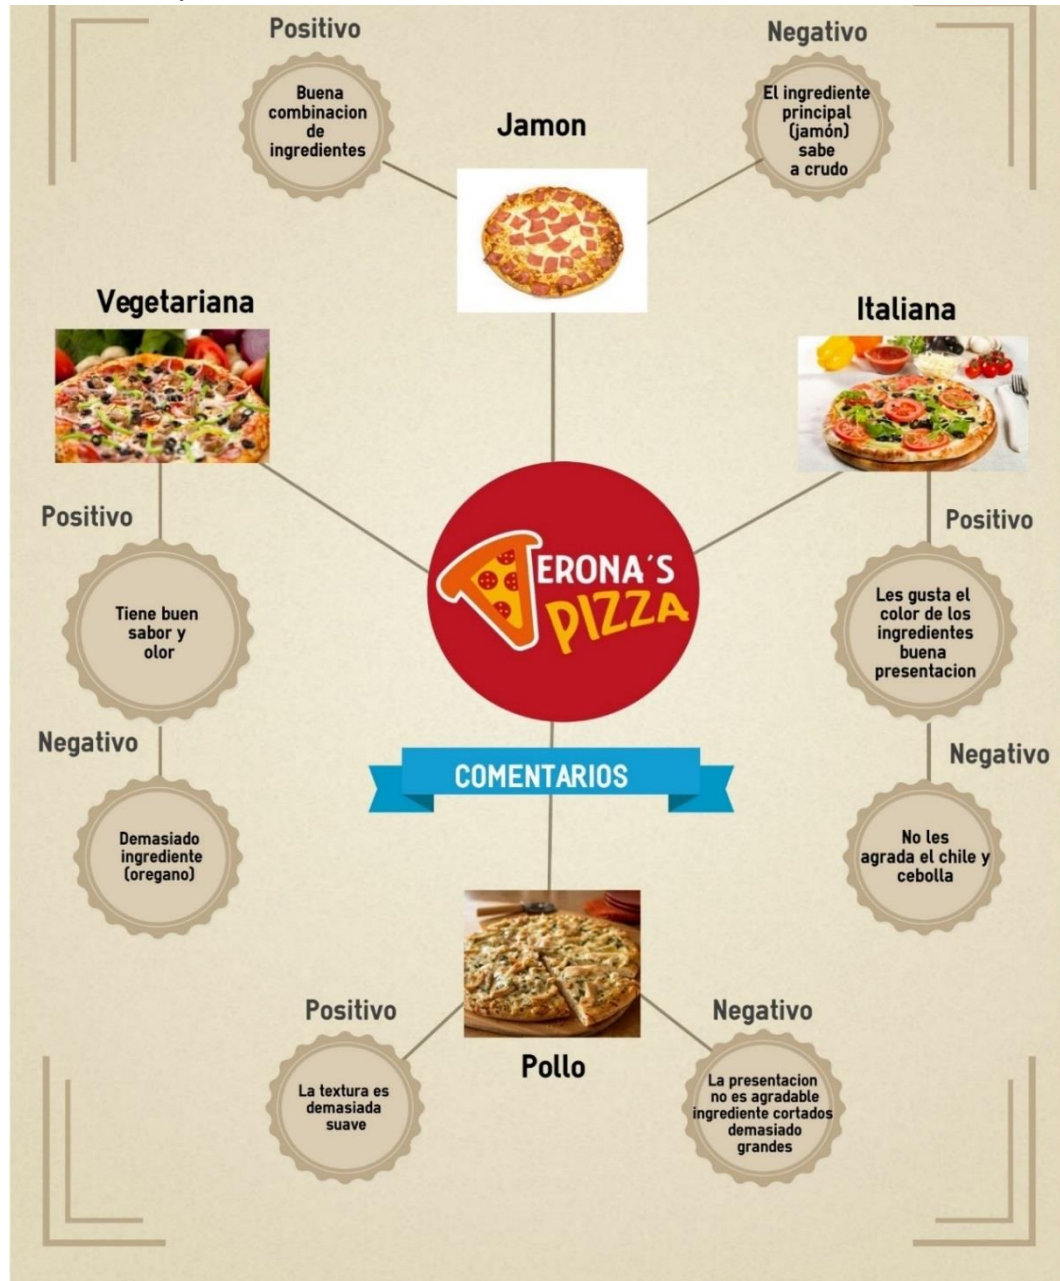 Positivo
Buena
combinacion
de
ingredientes
Jamon
Negativo
El ingrediente
principal
(jamón)
sabe
a crudo
Vegetariana
Positivo
Tiene buen
sabor y
olor
Negativo
Demasiado
ingrediente
(oregano)
Italiana
Positivo
Les gusta el
color de los
ingredientes
buena
presentacion
Negativo
No les
agrada el chile y
cebolla
ERONA´S
PIZZA
COMENTARIOS
Pollo
Positivo
La textura es
demasiada
suave
Negativo
La presentacion
no es agradable
ingrediente cortados
demasiado
grandes